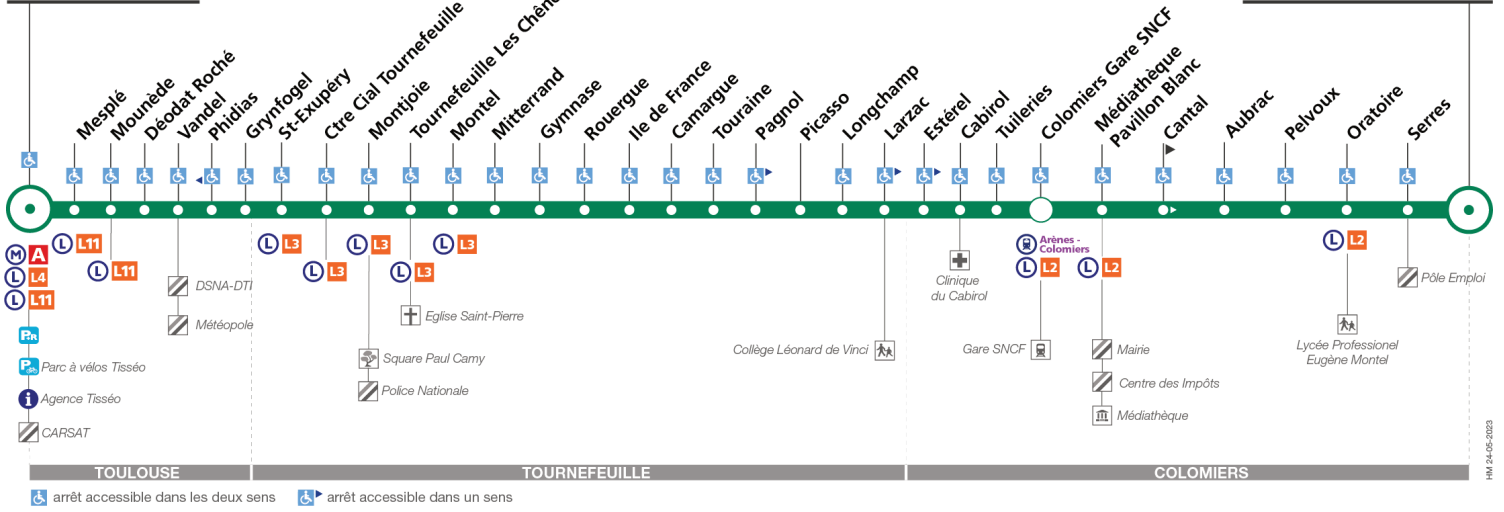 Mesplé
Mounède
Déodat Roché
Vandel
Phidias
Grynfogel
St-Exupéry
Ctre Cial Tournefeuille
Montjoie
Tournefeuille Les Chên
Montel
Mitterrand
Gymnase
Rouergue
Ile de France
Camargue
Touraine
Pagnol
Picasso
Longchamp
Larzac
Estérel
Cabirol
Tuileries
Colomiers Gare SNCF
Médiathèque
Pavillon Blanc
Cantal
Aubrac
Pelvoux
Oratoire
Serres
M A
L L4
L L11
P+R
P
Parc à vélos Tisséo
i Agence Tisséo
CARSAT
L L11
L L11
DSNA-DTI
Météopole
L L3
L L3
L L3
Square Paul Camy
Police Nationale
L L3
Eglise Saint-Pierre
L L3
Collège Léonard de Vinci
Clinique
du Cabirol
Arènes -
Colomiers
L L2
Gare SNCF
L L2
Mairie
Centre des Impôts
Médiathèque
L L2
Lycée Professionel
Eugène Montel
Pôle Emploi
TOULOUSE
TOURNEFEUILLE
COLOMIERS
arrêt accessible dans les deux sens
arrêt accessible dans un sens
HM 24-05-2023